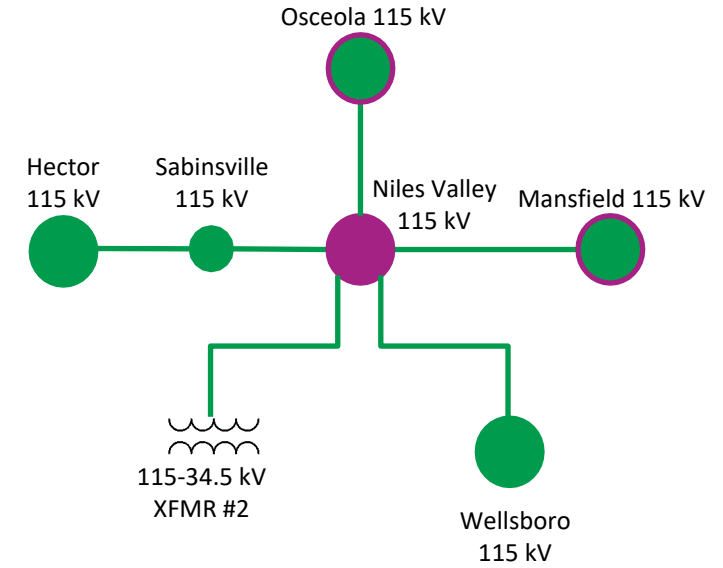 Osceola 115 kV
Hector
115 kV
Sabinsville
115 kV
Niles Valley
115 kV
Mansfield 115 kV
115-34.5 kV
XFMR #2
Wellsboro
115 kV